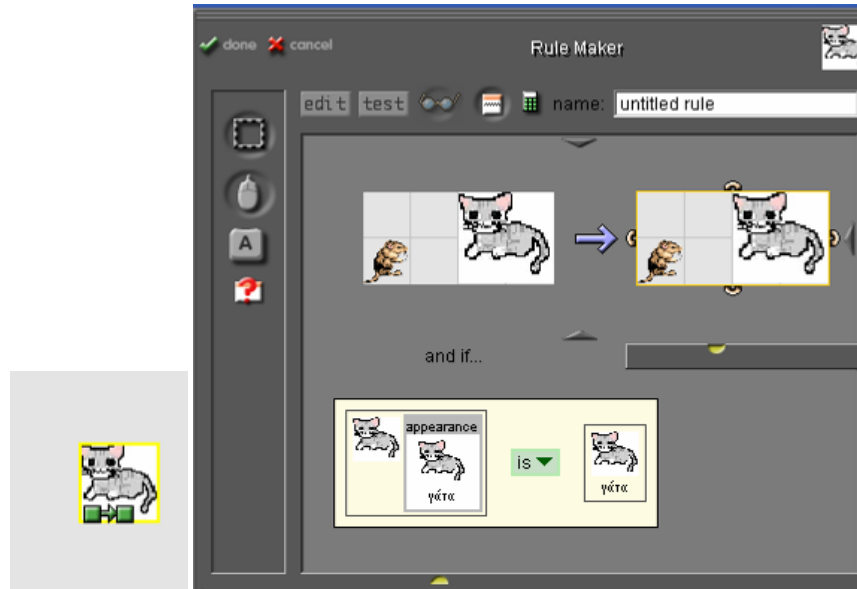 done cancel
Rule Maker
edit test name: untitled rule
A
and if...
appearance
is
γάτα γάτα